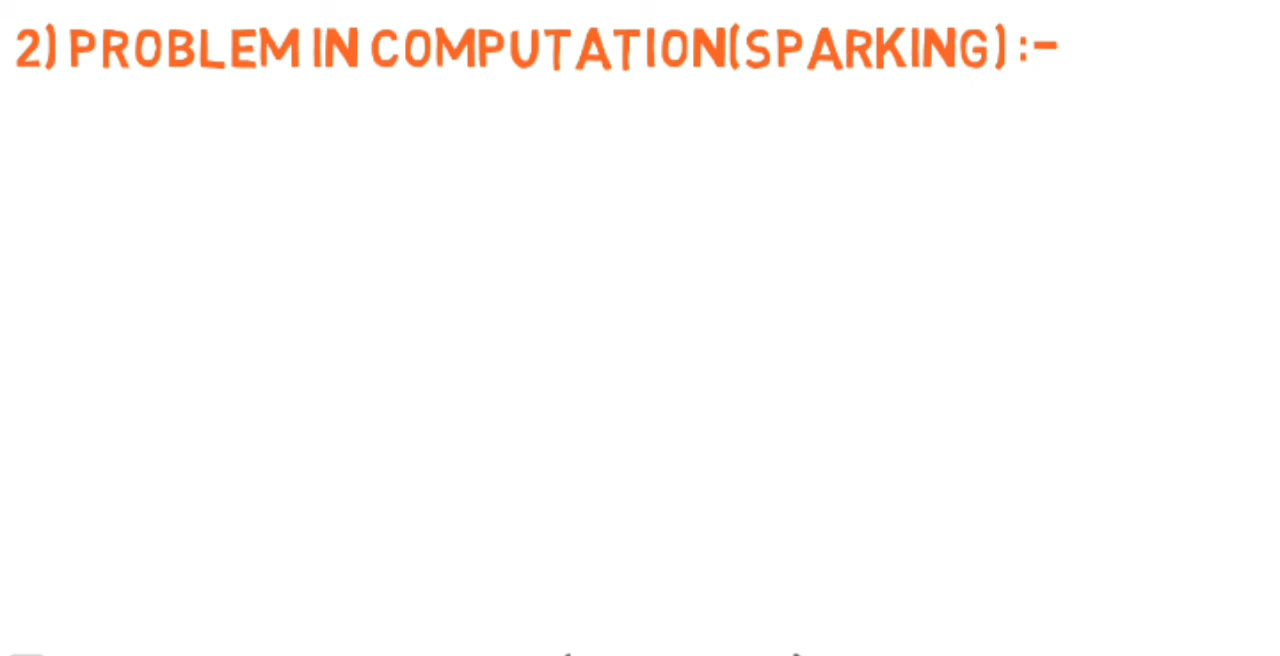 2) PROBLEM IN COMPUTATION(SPARKING) :-